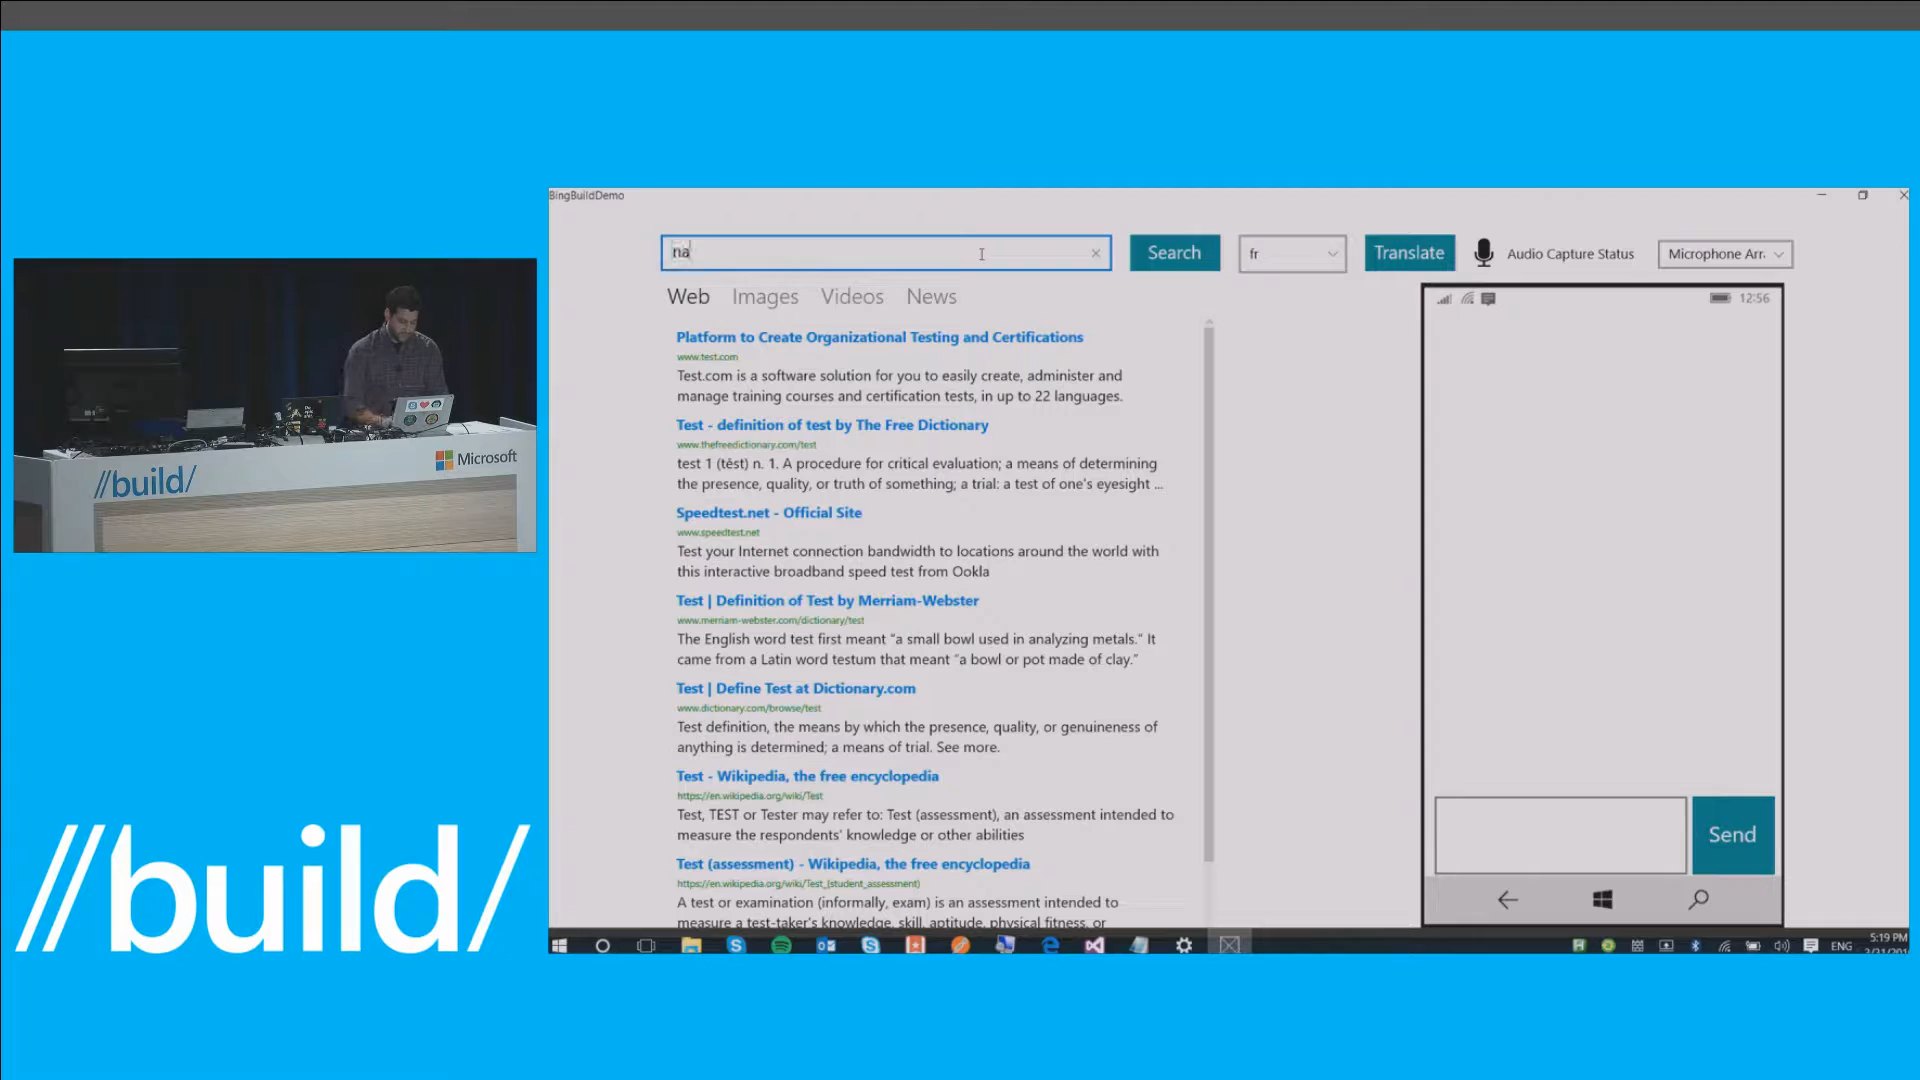 BingBuildDemo
na
Search
fr
Translate
Audio Capture Status
Microphone Arr.
Web Images Videos News
12:56
Platform to Create Organizational Testing and Certifications
www.test.com
Test.com is a software solution for you to easily create, administer and
manage training courses and certification tests, in up to 22 languages.
Test - definition of test by The Free Dictionary
www.thefreedictionary.com/test
test 1 (tĕst) n. 1. A procedure for critical evaluation; a means of determining
the presence, quality, or truth of something; a trial: a test of one's eyesight ...
Speedtest.net - Official Site
www.speedtest.net
Test your Internet connection bandwidth to locations around the world with
this interactive broadband speed test from Ookla
Test | Definition of Test by Merriam-Webster
www.merriam-webster.com/dictionary/test
The English word test first meant “a small bowl used in analyzing metals.” It
came from a Latin word testum that meant “a bowl or pot made of clay.”
Test | Define Test at Dictionary.com
www.dictionary.com/browse/test
Test definition, the means by which the presence, quality, or genuineness of
anything is determined; a means of trial. See more.
Test - Wikipedia, the free encyclopedia
https://en.wikipedia.org/wiki/Test
Test, TEST or Tester may refer to: Test (assessment), an assessment intended to
measure the respondents' knowledge or other abilities
Test (assessment) - Wikipedia, the free encyclopedia
https://en.wikipedia.org/wiki/Test_(student_assessment)
A test or examination (informally, exam) is an assessment intended to
measure a test-taker's knowledge, skill, aptitude, physical fitness, or
Send
ENG
5:19 PM
//build/
Microsoft
//build/